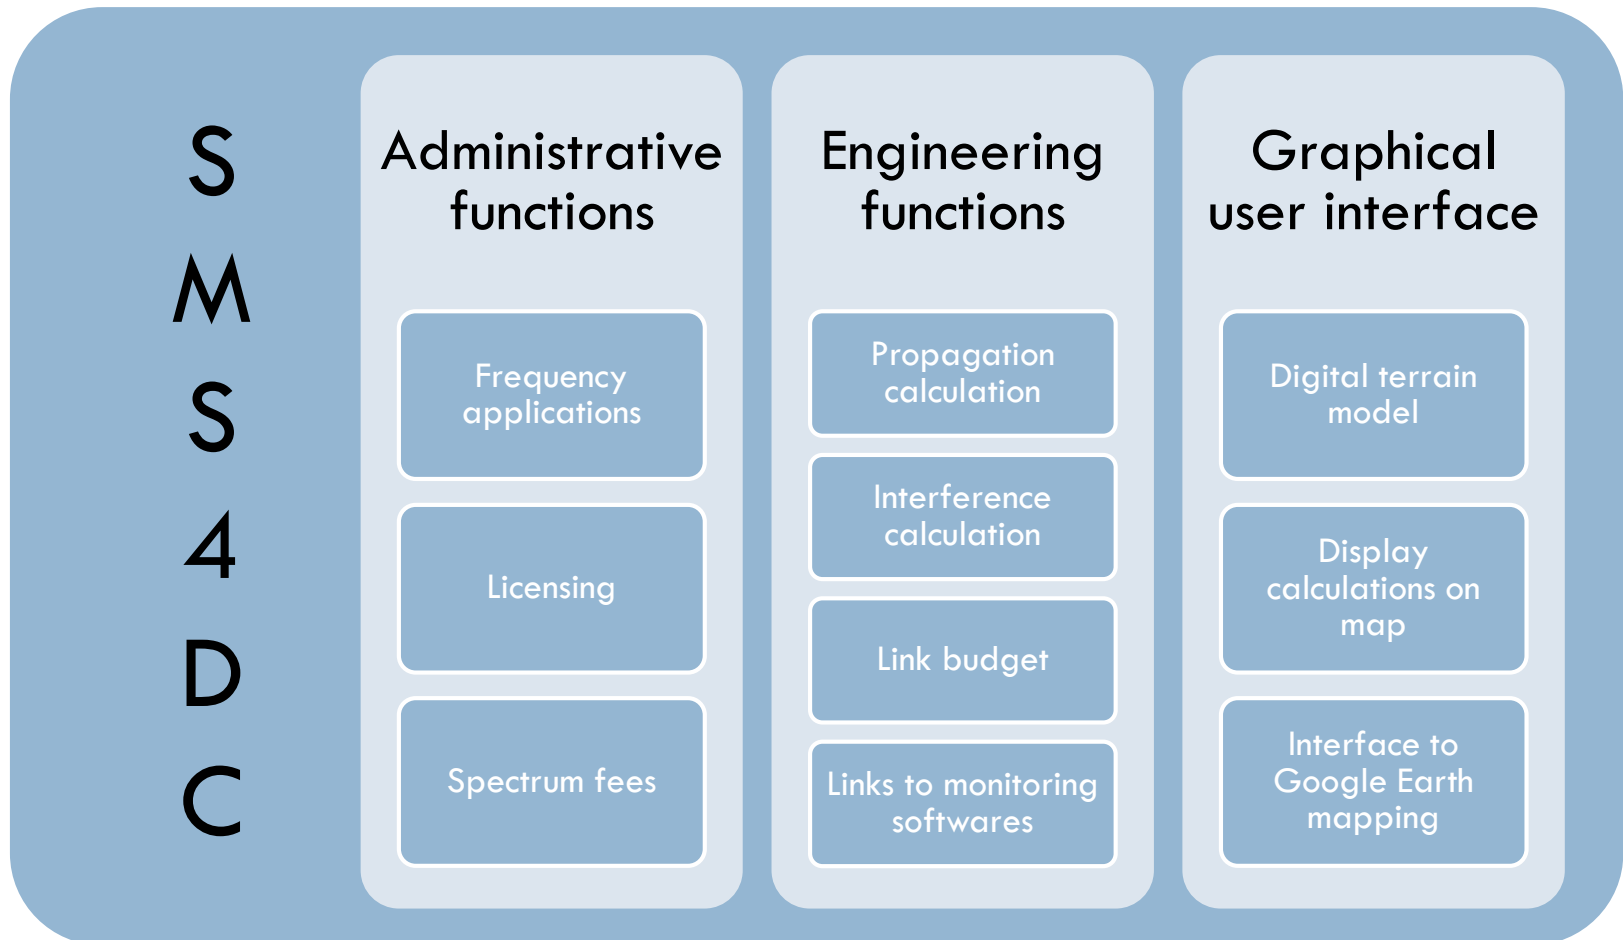 S
M
S
4
D
C
Administrative
functions
Frequency
applications
Licensing
Spectrum fees
Engineering
functions
Propagation
calculation
Interference
calculation
Link budget
Links to monitoring
softwares
Graphical
user interface
Digital terrain
model
Display
calculations on
map
Interface to
Google Earth
mapping